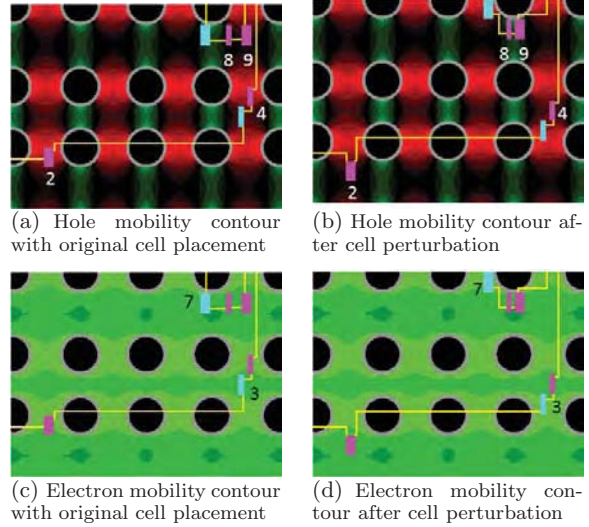 8 9
4
2
8 9
4
2
(a) Hole mobility contour
with original cell placement
(b) Hole mobility contour af-
ter cell perturbation
7
3
7
3
(c) Electron mobility contour
with original cell placement
(d) Electron mobility con-
tour after cell perturbation